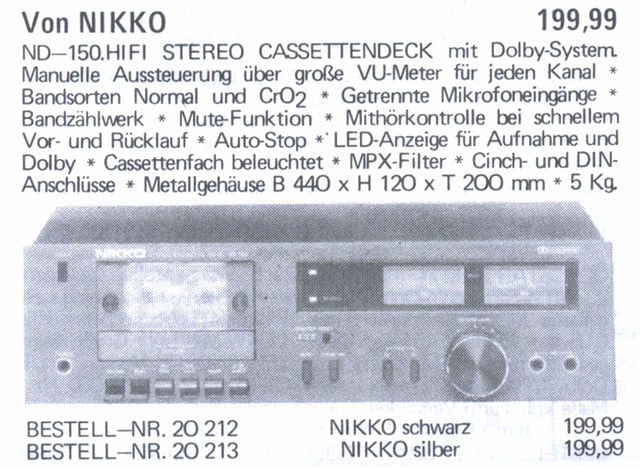 Von NIKKO 199,99
ND—150.HIFI STEREO CASSETTENDECK mit Dolby-System.
Manuelle Aussteuerung über große VU-Meter für jeden Kanal *
Bandsorten Normal und CrO2 * Getrennte Mikrofoneingänge *
Bandzählwerk * Mute-Funktion * Mithörkontrolle bei schnellem
Vor- und Rücklauf * Auto-Stop * LED-Anzeige für Aufnahme und
Dolby * Cassettenfach beleuchtet * MPX-Filter * Cinch- und DIN-
Anschlüsse * Metallgehäuse B 440 x H 120 x T 200 mm * 5 Kg.
NIKKO
BESTELL—NR. 20 212 NIKKO schwarz 199,99
BESTELL—NR. 20 213 NIKKO silber 199,99